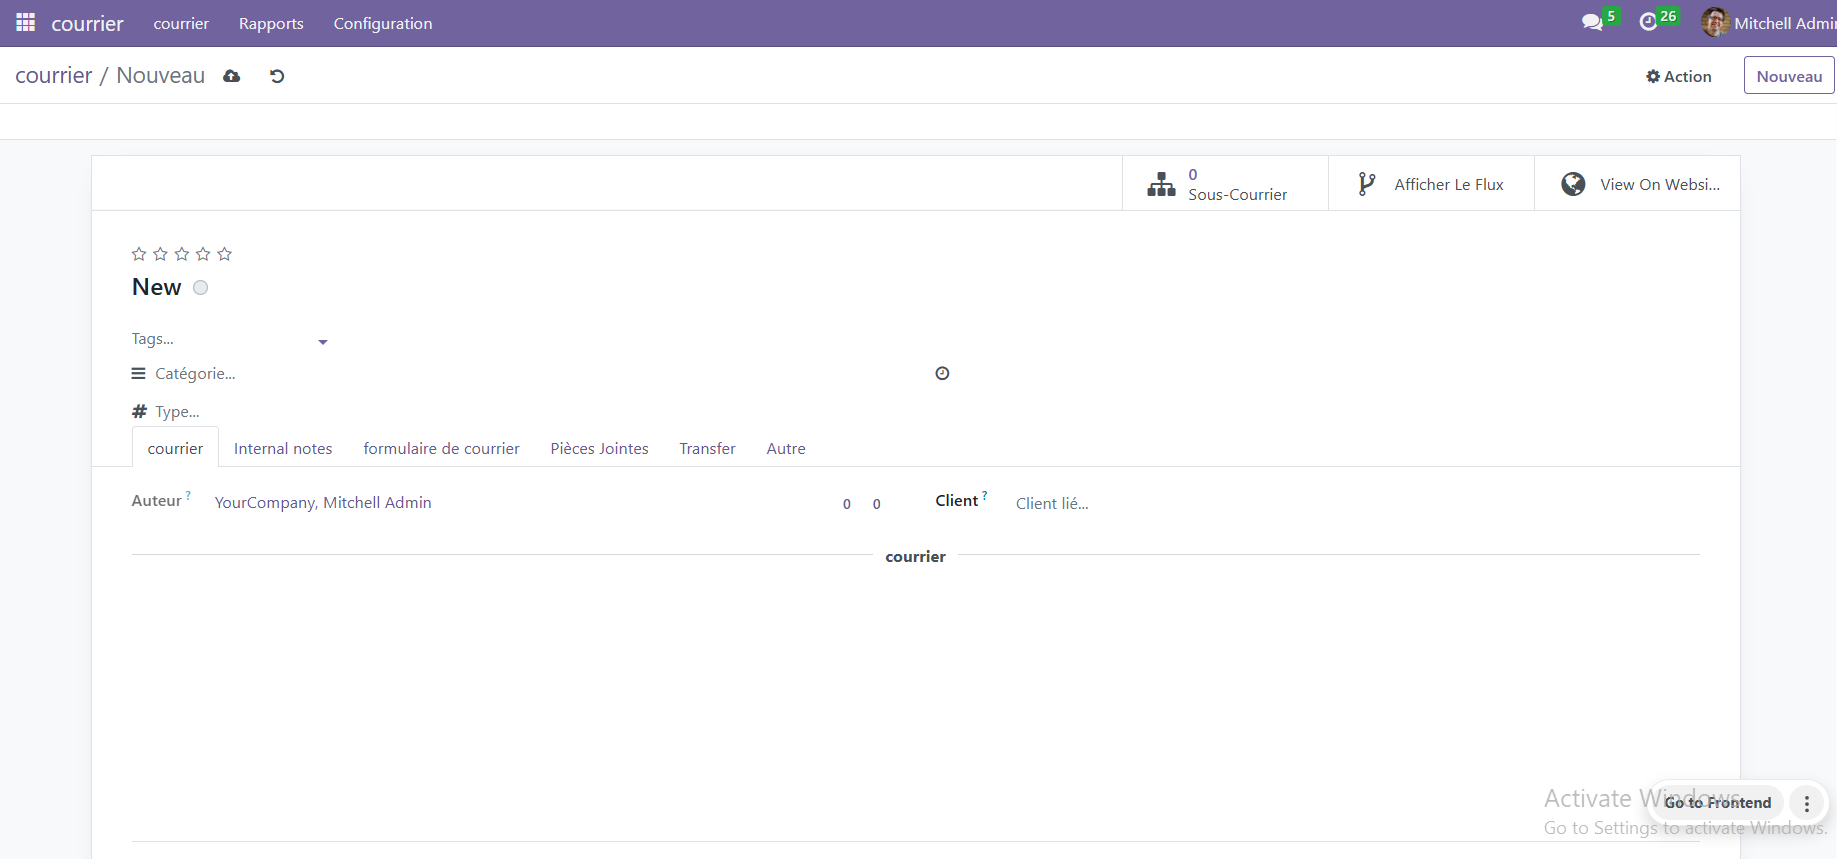 courrier courrier Rapports Configuration 5 26 Mitchell Admin
courrier / Nouveau Action Nouveau
0
Sous-Courrier Afficher Le Flux View On Websi...
New
Tags...
Catégorie...
# Type...
courrier Internal notes formulaire de courrier Pièces Jointes Transfer Autre
Auteur ? YourCompany, Mitchell Admin 0 0 Client ? Client lié...
courrier
Activate Windows
Go to Frontend
Go to Settings to activate Windows.